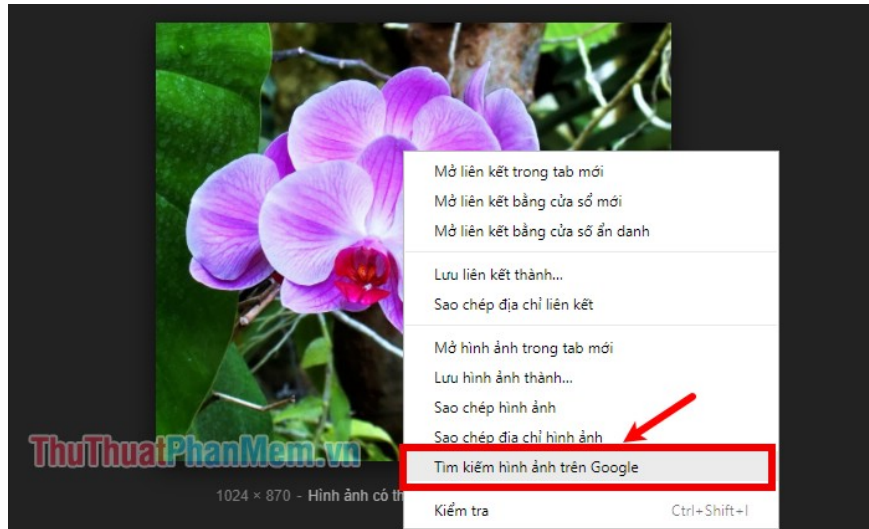 Mở liên kết trong tab mới
Mở liên kết bằng cửa sổ mới
Mở liên kết bằng cửa sổ ẩn danh
Lưu liên kết thành...
Sao chép địa chỉ liên kết
Mở hình ảnh trong tab mới
Lưu hình ảnh thành...
Sao chép hình ảnh
Sao chép địa chỉ hình ảnh
Tìm kiếm hình ảnh trên Google
ThuThuatPhanMem.vn
1024 × 870 - Hình ảnh có
Kiểm tra Ctrl+Shift+I